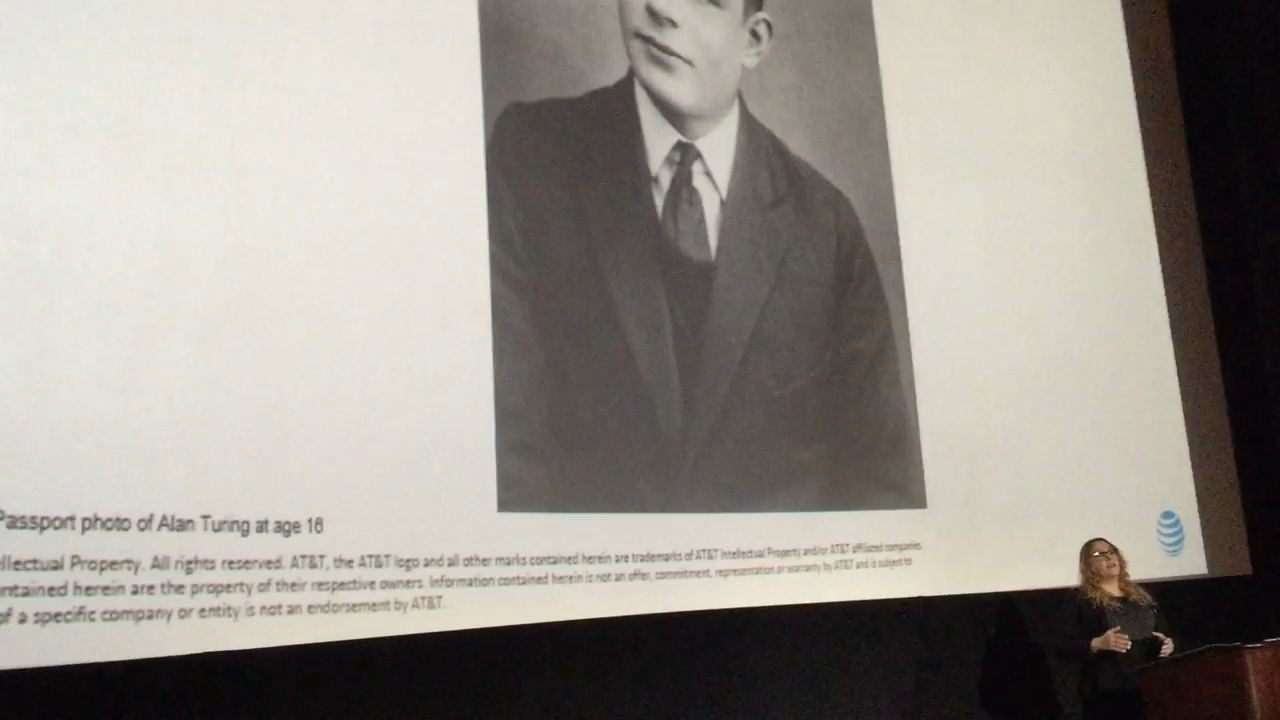 Passport photo of Alan Turing at age 16
ellectual Property. All rights reserved. AT&T, the AT&T logo and all other marks contained herein are trademarks of AT&T Intellectual Property and/or AT&T affiliated companies
ntained herein are the property of their respective owners. Information contained herein is not an offer, commitment, representation or warranty by AT&T and is subject to
of a specific company or entity is not an endorsement by AT&T.